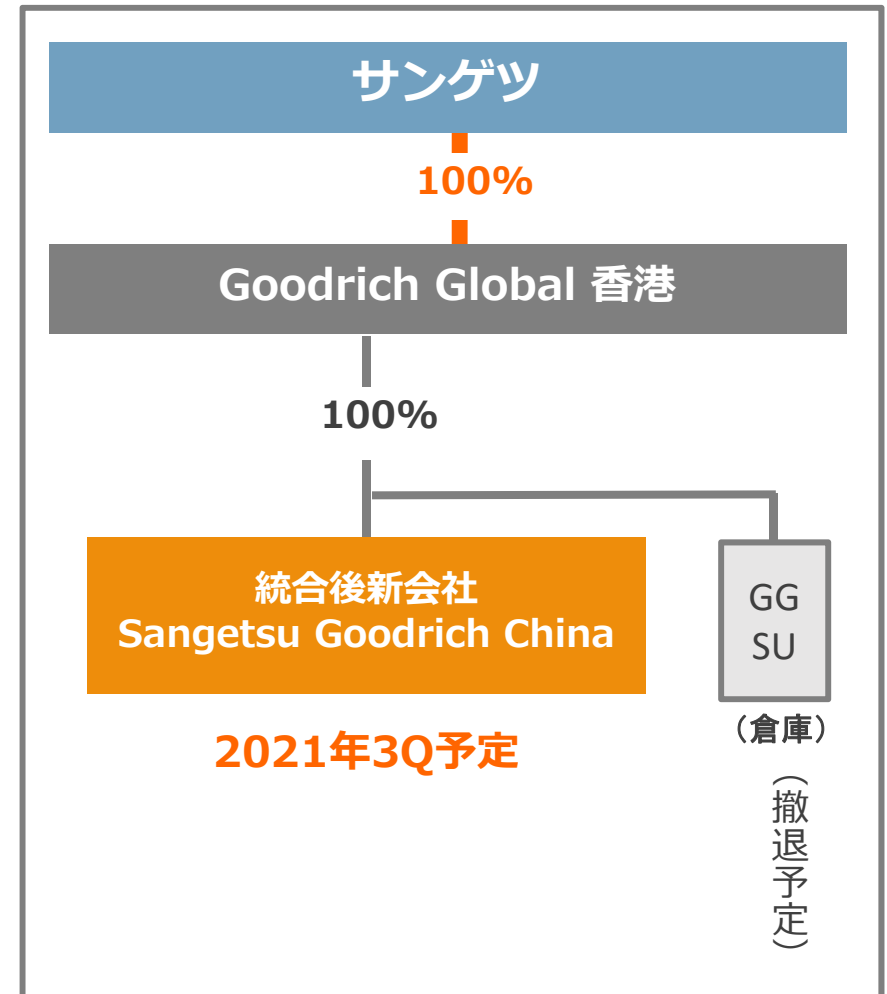 サンゲツ
100%
Goodrich Global 香港
100%
統合後新会社
Sangetsu Goodrich China
2021年3Q予定
GG
SU
（倉庫）
（撤退予定）